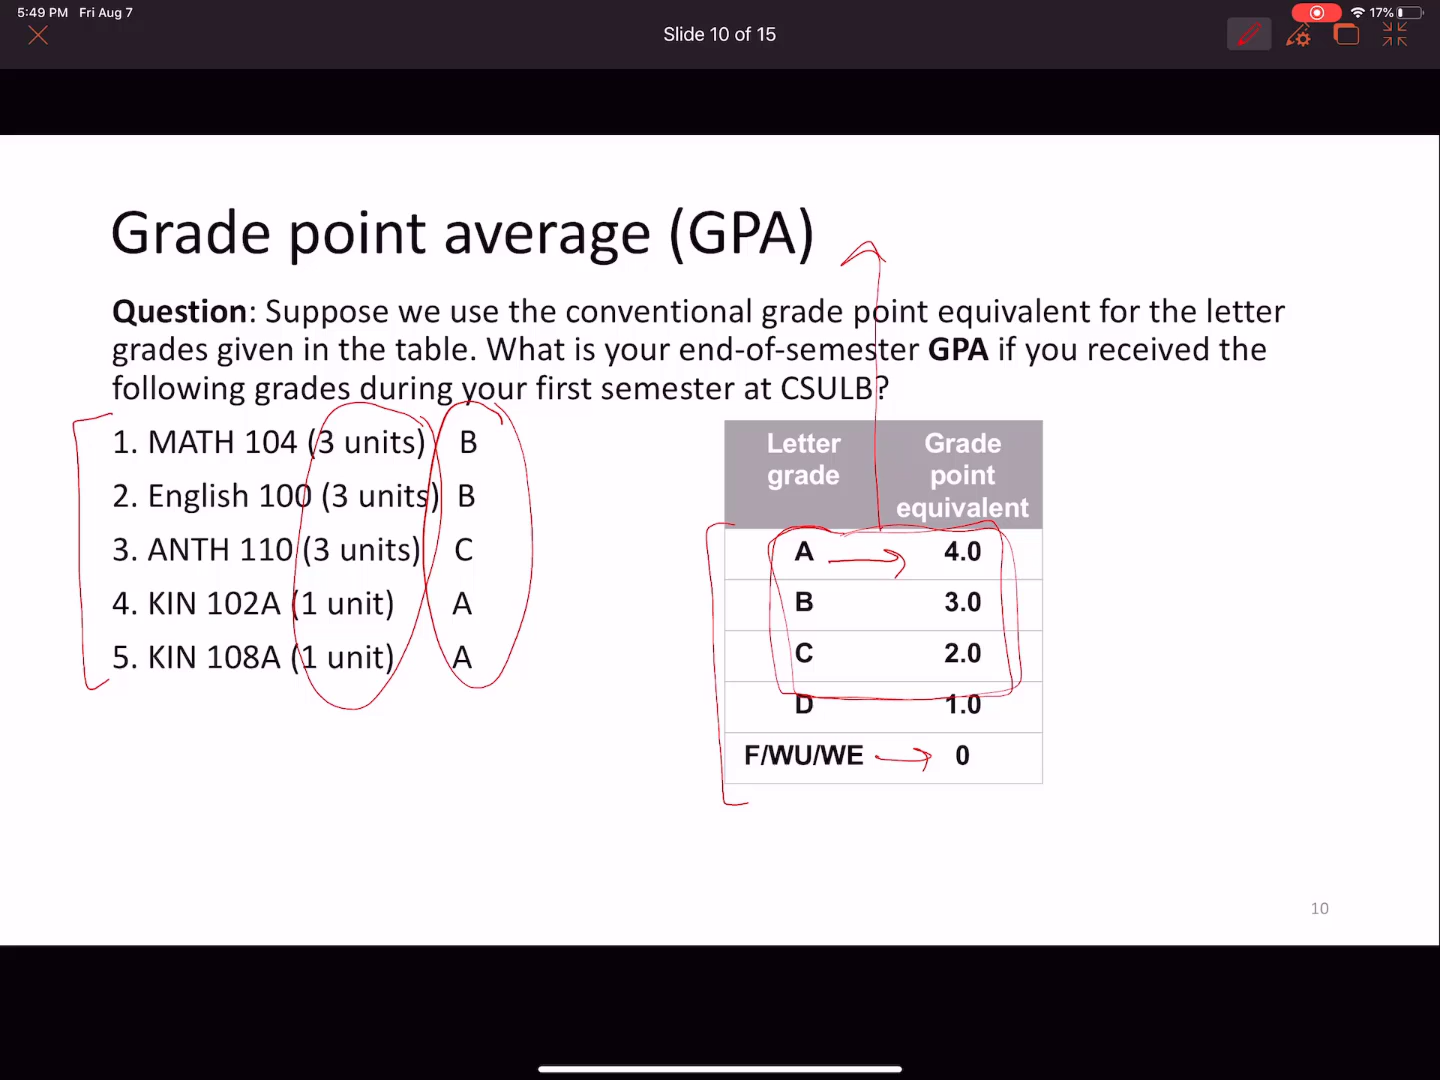 5:49 PM Fri Aug 7
17%
Slide 10 of 15
Grade point average (GPA)
Question: Suppose we use the conventional grade point equivalent for the letter
grades given in the table. What is your end-of-semester GPA if you received the
following grades during your first semester at CSULB?
1. MATH 104 (3 units) B
2. English 100 (3 units) B
3. ANTH 110 (3 units) C
4. KIN 102A (1 unit) A
5. KIN 108A (1 unit) A
Letter
grade
Grade
point
equivalent
A 4.0
B 3.0
C 2.0
D 1.0
F/WU/WE 0
10